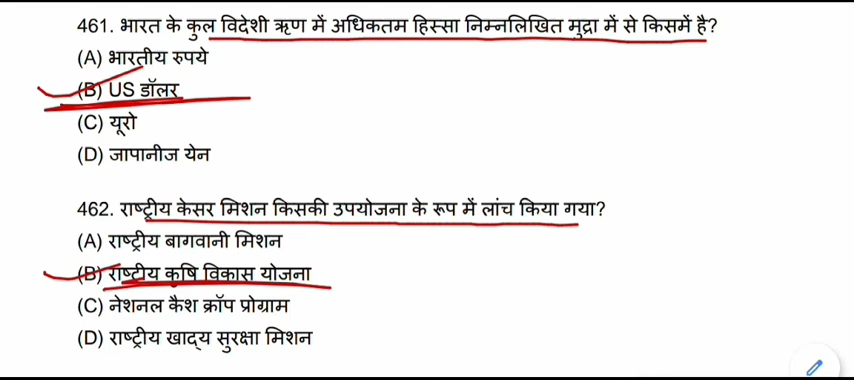 461. भारत के कुल विदेशी ऋण में अधिकतम हिस्सा निम्नलिखित मुद्रा में से किसमें है?
(A) भारतीय रुपये
(B) US डॉलर
(C) यूरो
(D) जापानीज येन
462. राष्ट्रीय केसर मिशन किसकी उपयोजना के रूप में लांच किया गया?
(A) राष्ट्रीय बागवानी मिशन
(B) राष्ट्रीय कृषि विकास योजना
(C) नेशनल कैश क्रॉप प्रोग्राम
(D) राष्ट्रीय खाद्य सुरक्षा मिशन